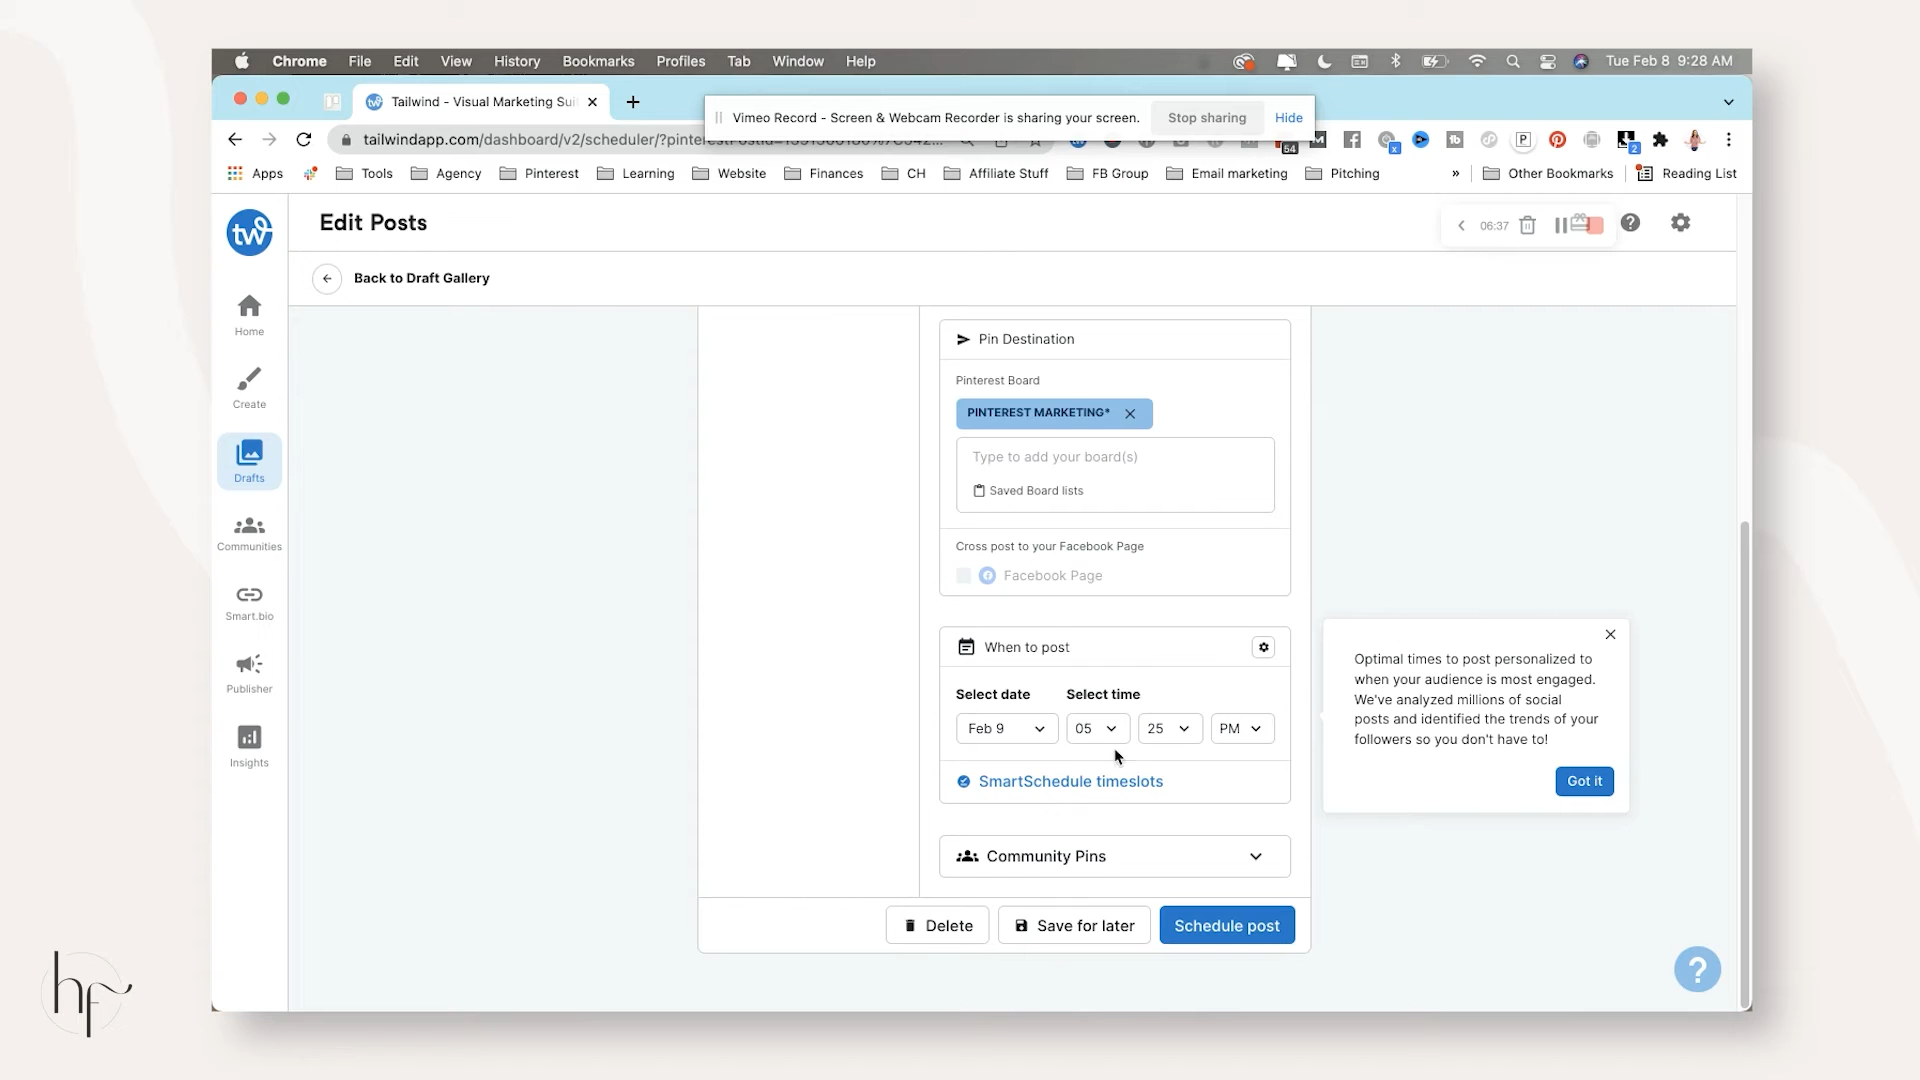 Chrome File Edit View History Bookmarks Profiles Tab Window Help Tue Feb 8 9:28 AM
tw Tailwind - Visual Marketing Sui
Vimeo Record - Screen & Webcam Recorder is sharing your screen. Stop sharing Hide
54 x 2
Apps Tools Agency Pinterest Learning Website Finances CH Affiliate Stuff FB Group Email marketing Pitching » Other Bookmarks Reading List
tw
Edit Posts
06:37
Back to Draft Gallery
Home
Create
Drafts
Communities
Smart.bio
Publisher
Insights
Pin Destination
Pinterest Board
PINTEREST MARKETING*
Type to add your board(s)
Saved Board lists
Cross post to your Facebook Page
Facebook Page
When to post
Select date Select time
Feb 9 05 25 PM
SmartSchedule timeslots
Community Pins
Delete Save for later Schedule post
Optimal times to post personalized to
when your audience is most engaged.
We've analyzed millions of social
posts and identified the trends of your
followers so you don't have to!
Got it
?
hf